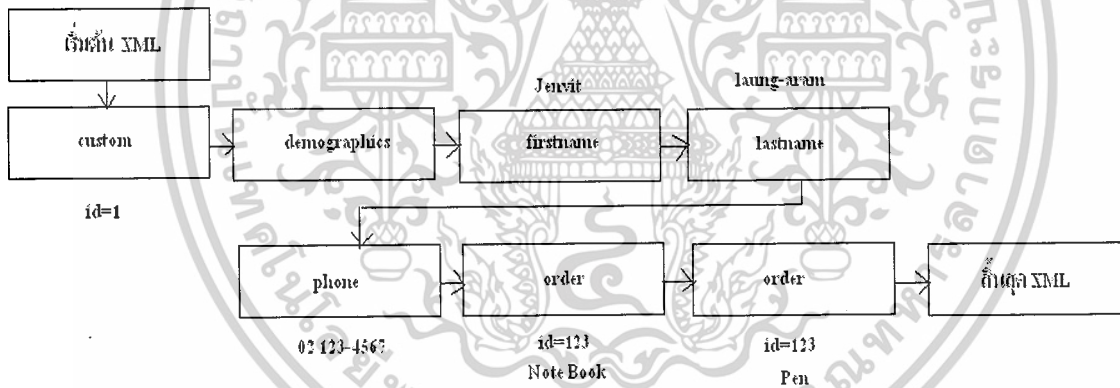 เริ่มต้น XML
custom
id=1
demographics
Jenvit
firstname
laung-aram
lastname
phone
02 123-4567
order
id=123
Note Book
order
id=123
Pen
สิ้นสุด XML